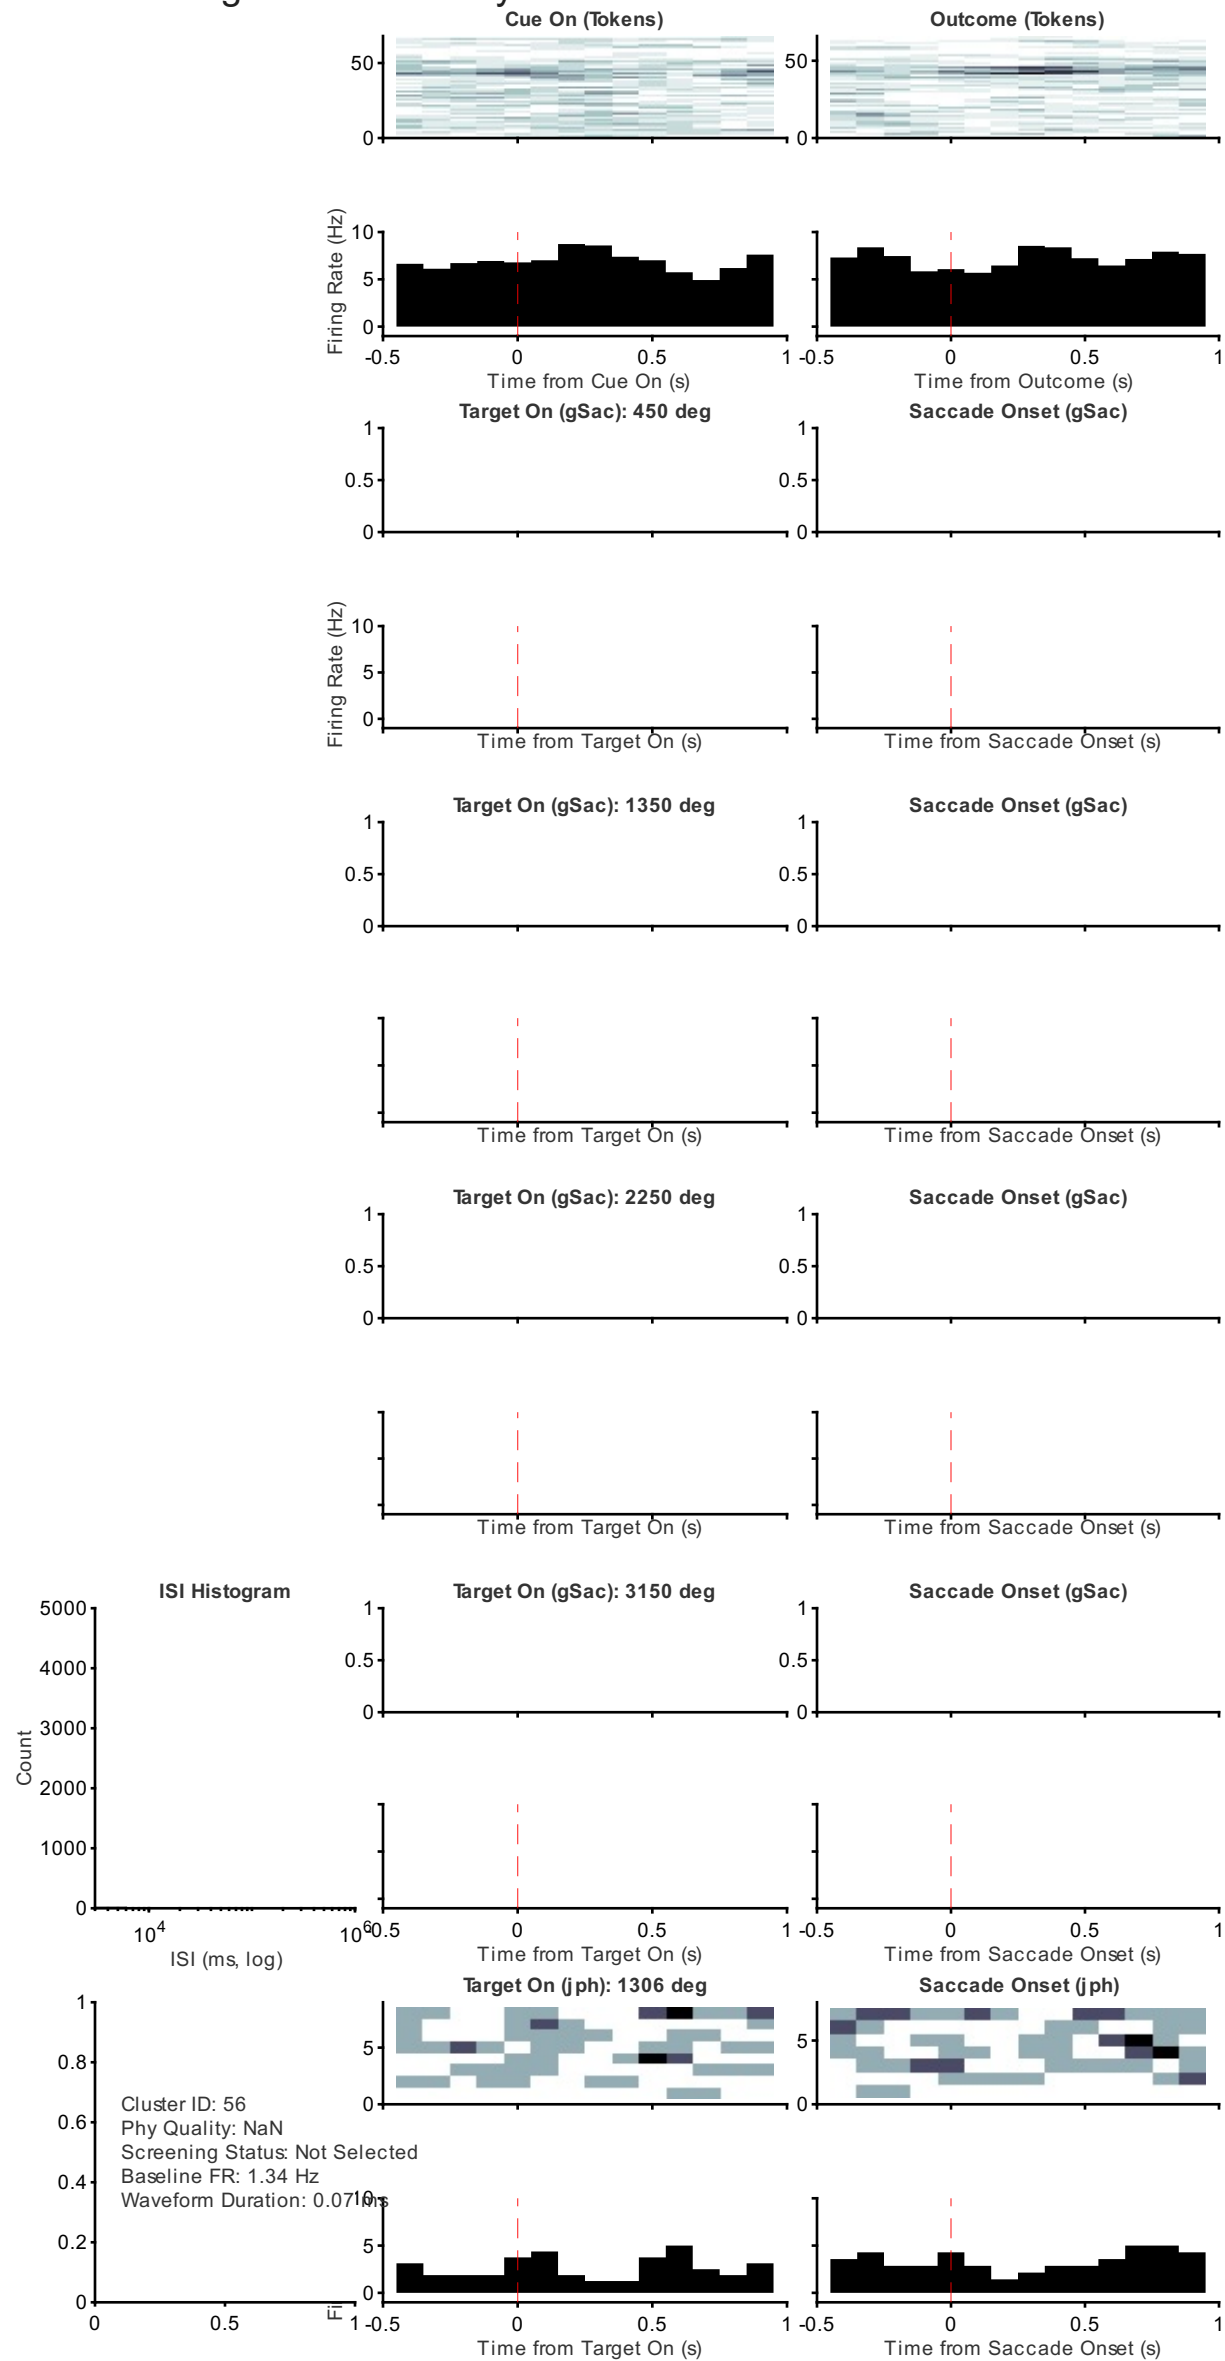 Cue On (Tokens)
Outcome (Tokens)
50
0
50
0
Firing Rate (Hz)
10
5
0
-0.5 0 0.5 1
-0.5 0 0.5 1
Time from Cue On (s)
Time from Outcome (s)
Target On (gSac): 450 deg
Saccade Onset (gSac)
1
0.5
0
1
0.5
0
Firing Rate (Hz)
10
5
0
Time from Target On (s)
Time from Saccade Onset (s)
Target On (gSac): 1350 deg
Saccade Onset (gSac)
1
0.5
0
1
0.5
0
Time from Target On (s)
Time from Saccade Onset (s)
Target On (gSac): 2250 deg
Saccade Onset (gSac)
1
0.5
0
1
0.5
0
Time from Target On (s)
Time from Saccade Onset (s)
ISI Histogram
5000
4000
3000
2000
1000
0
Count
10^4 10^6
ISI (ms, log)
Target On (gSac): 3150 deg
Saccade Onset (gSac)
1
0.5
0
1
0.5
0
-0.5 0 0.5 1
-0.5 0 0.5 1
Time from Target On (s)
Time from Saccade Onset (s)
Target On (jph): 1306 deg
Saccade Onset (jph)
5
0
5
0
1
0.8
0.6
0.4
0.2
0
0 0.5 1
Cluster ID: 56
Phy Quality: NaN
Screening Status: Not Selected
Baseline FR: 1.34 Hz
Waveform Duration: 0.07 ms
10
5
0
Fi
-0.5 0 0.5 1
-0.5 0 0.5 1
Time from Target On (s)
Time from Saccade Onset (s)